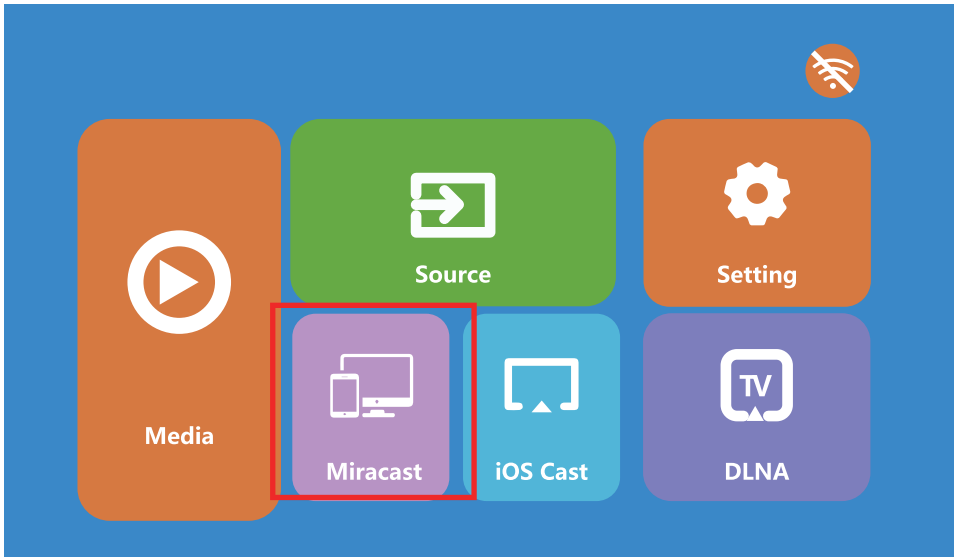 Source
Setting
Media
Miracast
iOS Cast
TV
DLNA